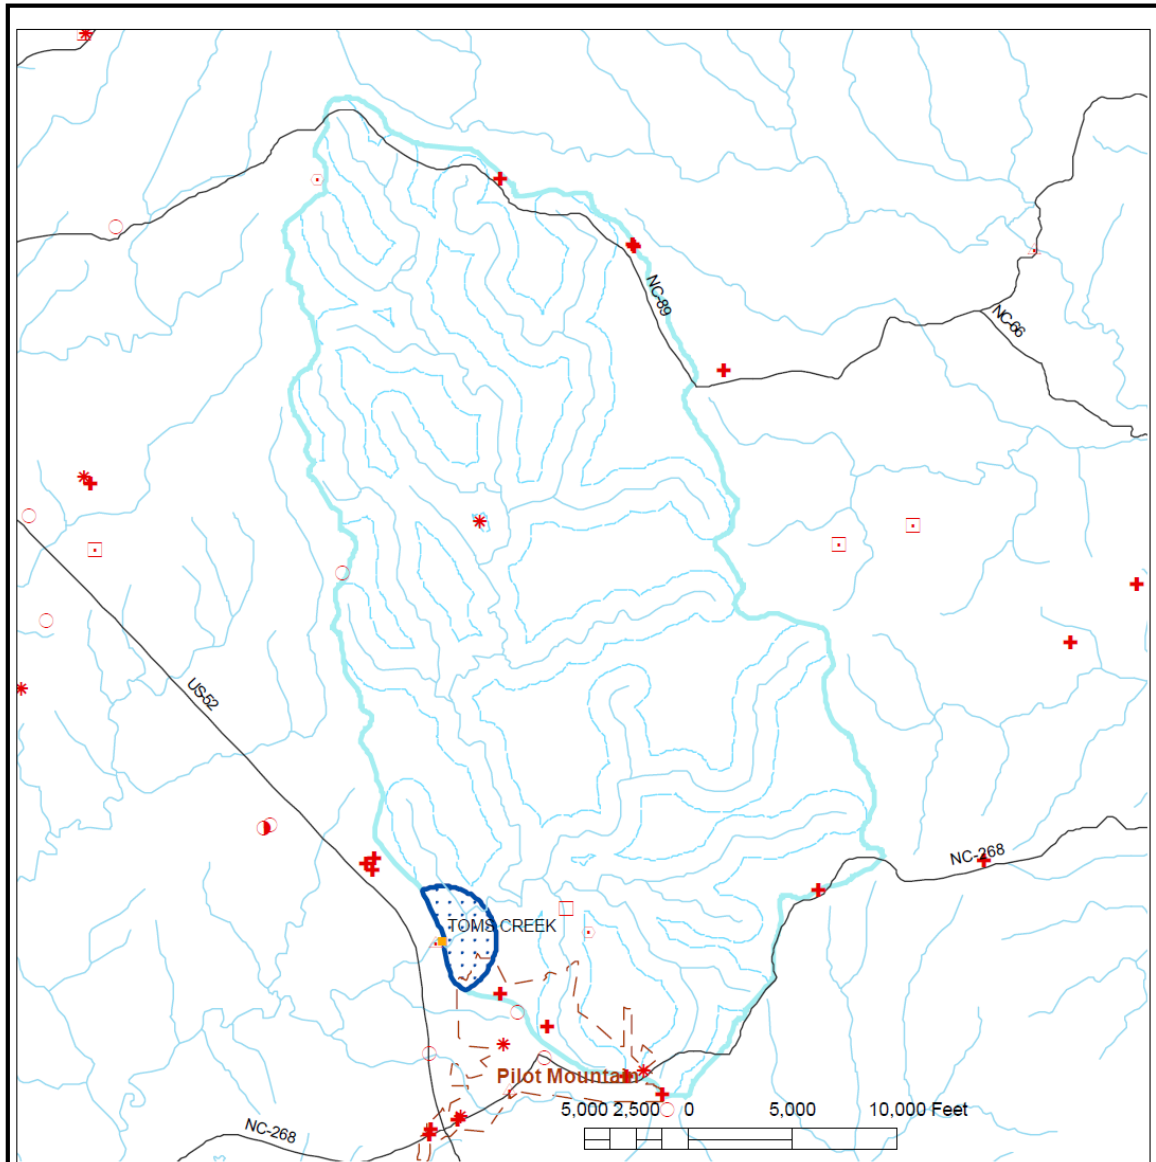 NC-89
NC-66
US-52
NC-268
TOMS CREEK
Pilot Mountain
5,000 2,500 0 5,000 10,000 Feet
NC-268